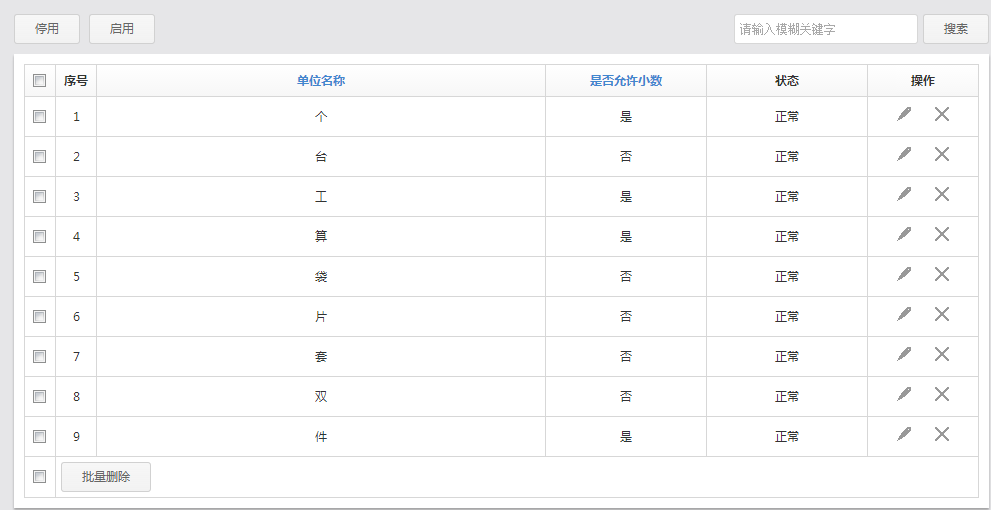 停用 启用 请输入模糊关键字 搜索
序号 单位名称 是否允许小数 状态 操作
1 个 是 正常
2 台 否 正常
3 工 是 正常
4 算 是 正常
5 袋 否 正常
6 片 否 正常
7 套 否 正常
8 双 否 正常
9 件 是 正常
批量删除